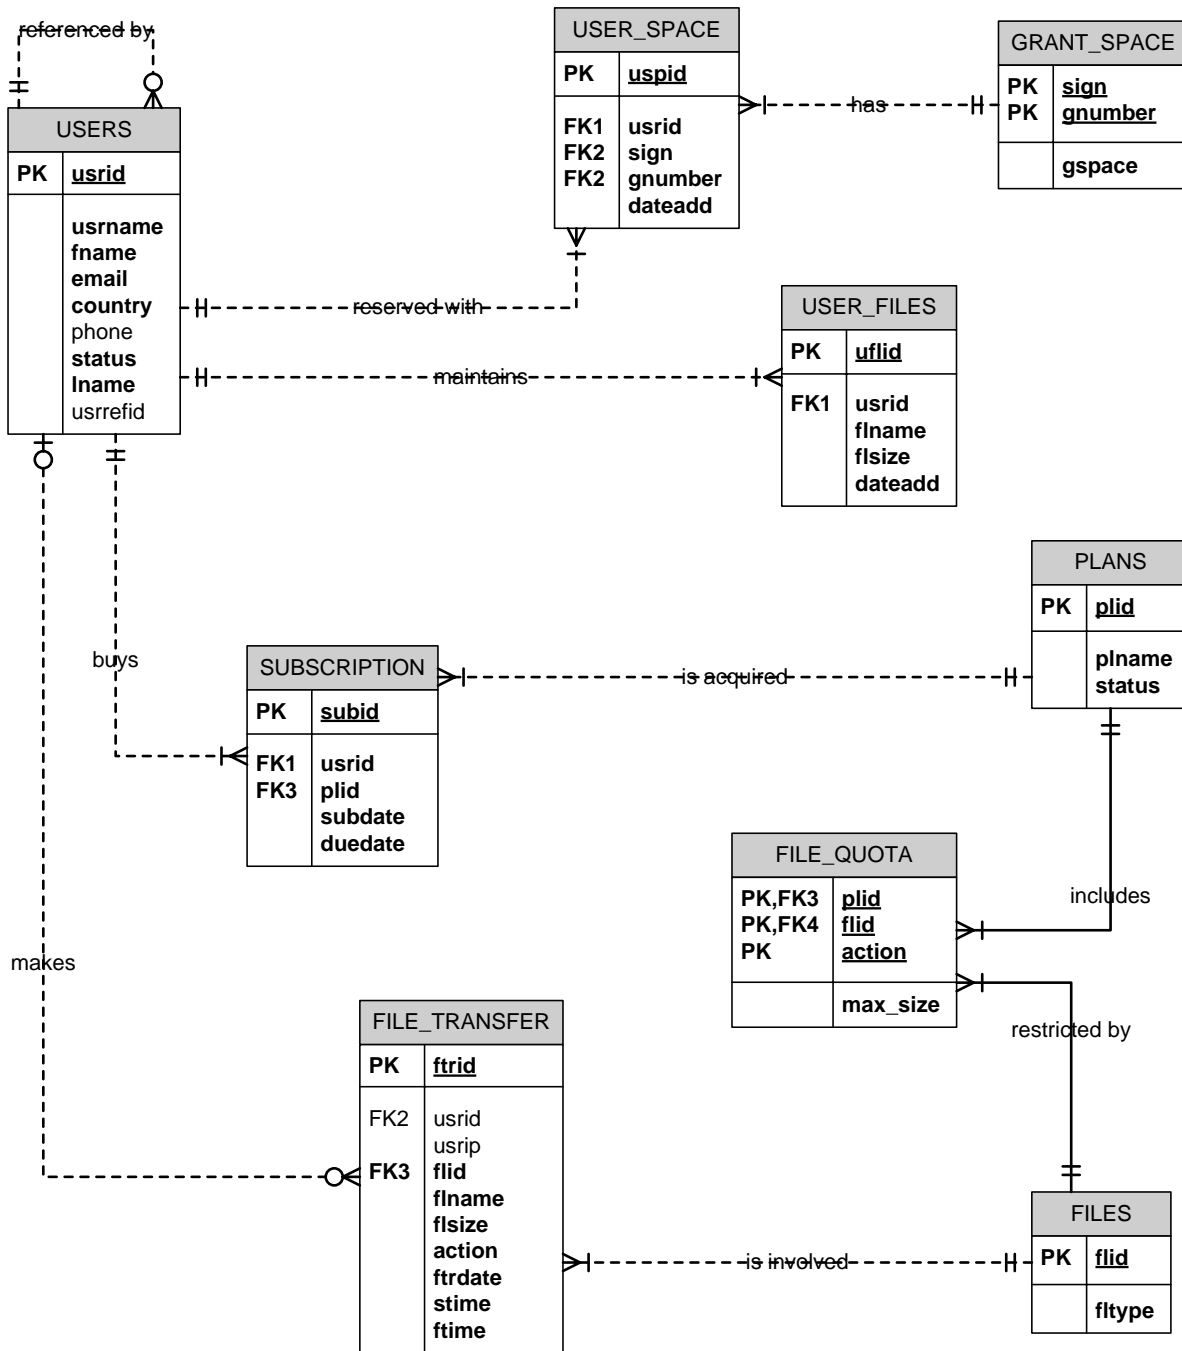 referenced by
USERS
PK usrid
usrname
fname
email
country
phone
status
lname
usrrefid
USER_SPACE
PK uspid
FK1 usrid
FK2 sign
FK2 gnumber
dateadd
has
GRANT_SPACE
PK sign
PK gnumber
gspace
reserved with
maintains
USER_FILES
PK uflid
FK1 usrid
flname
flsize
dateadd
buys
SUBSCRIPTION
PK subid
FK1 usrid
FK3 plid
subdate
duedate
is acquired
PLANS
PK plid
plname
status
includes
FILE_QUOTA
PK,FK3 plid
PK,FK4 flid
PK action
max_size
restricted by
makes
FILE_TRANSFER
PK ftrid
FK2 usrid
usrip
FK3 flid
flname
flsize
action
ftrdate
stime
ftime
is involved
FILES
PK flid
fltype